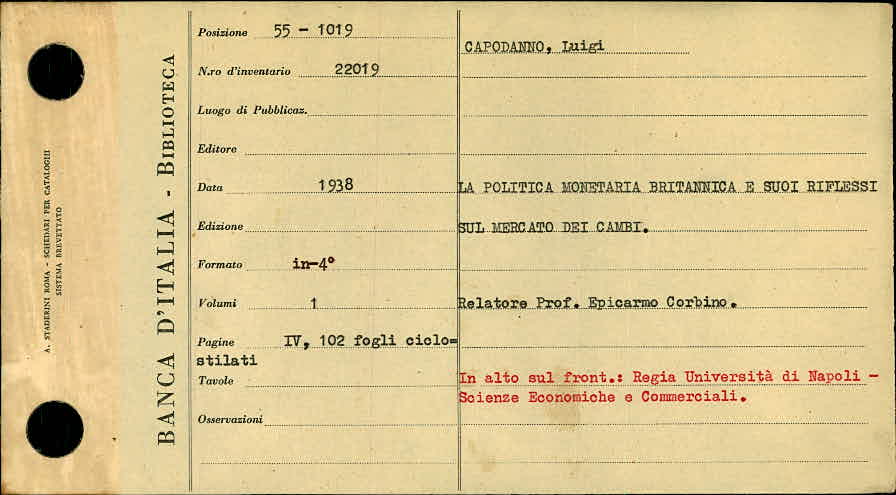 A. STADERINI ROMA - SCHEDARI PER CATALOGHI
SISTEMA BREVETTATO
BANCA D'ITALIA - BIBLIOTECA
Posizione 55 - 1019
N.ro d'inventario 22019
Luogo di Pubblicaz.
Editore
Data 1938
Edizione
Formato in-4°
Volumi 1
Pagine IV, 102 fogli ciclo=
stilati
Tavole
Osservazioni
CAPODANNO, Luigi
LA POLITICA MONETARIA BRITANNICA E SUOI RIFLESSI
SUL MERCATO DEI CAMBI.
Relatore Prof. Epicarmo Corbino.
In alto sul front.: Regia Università di Napoli -
Scienze Economiche e Commerciali.